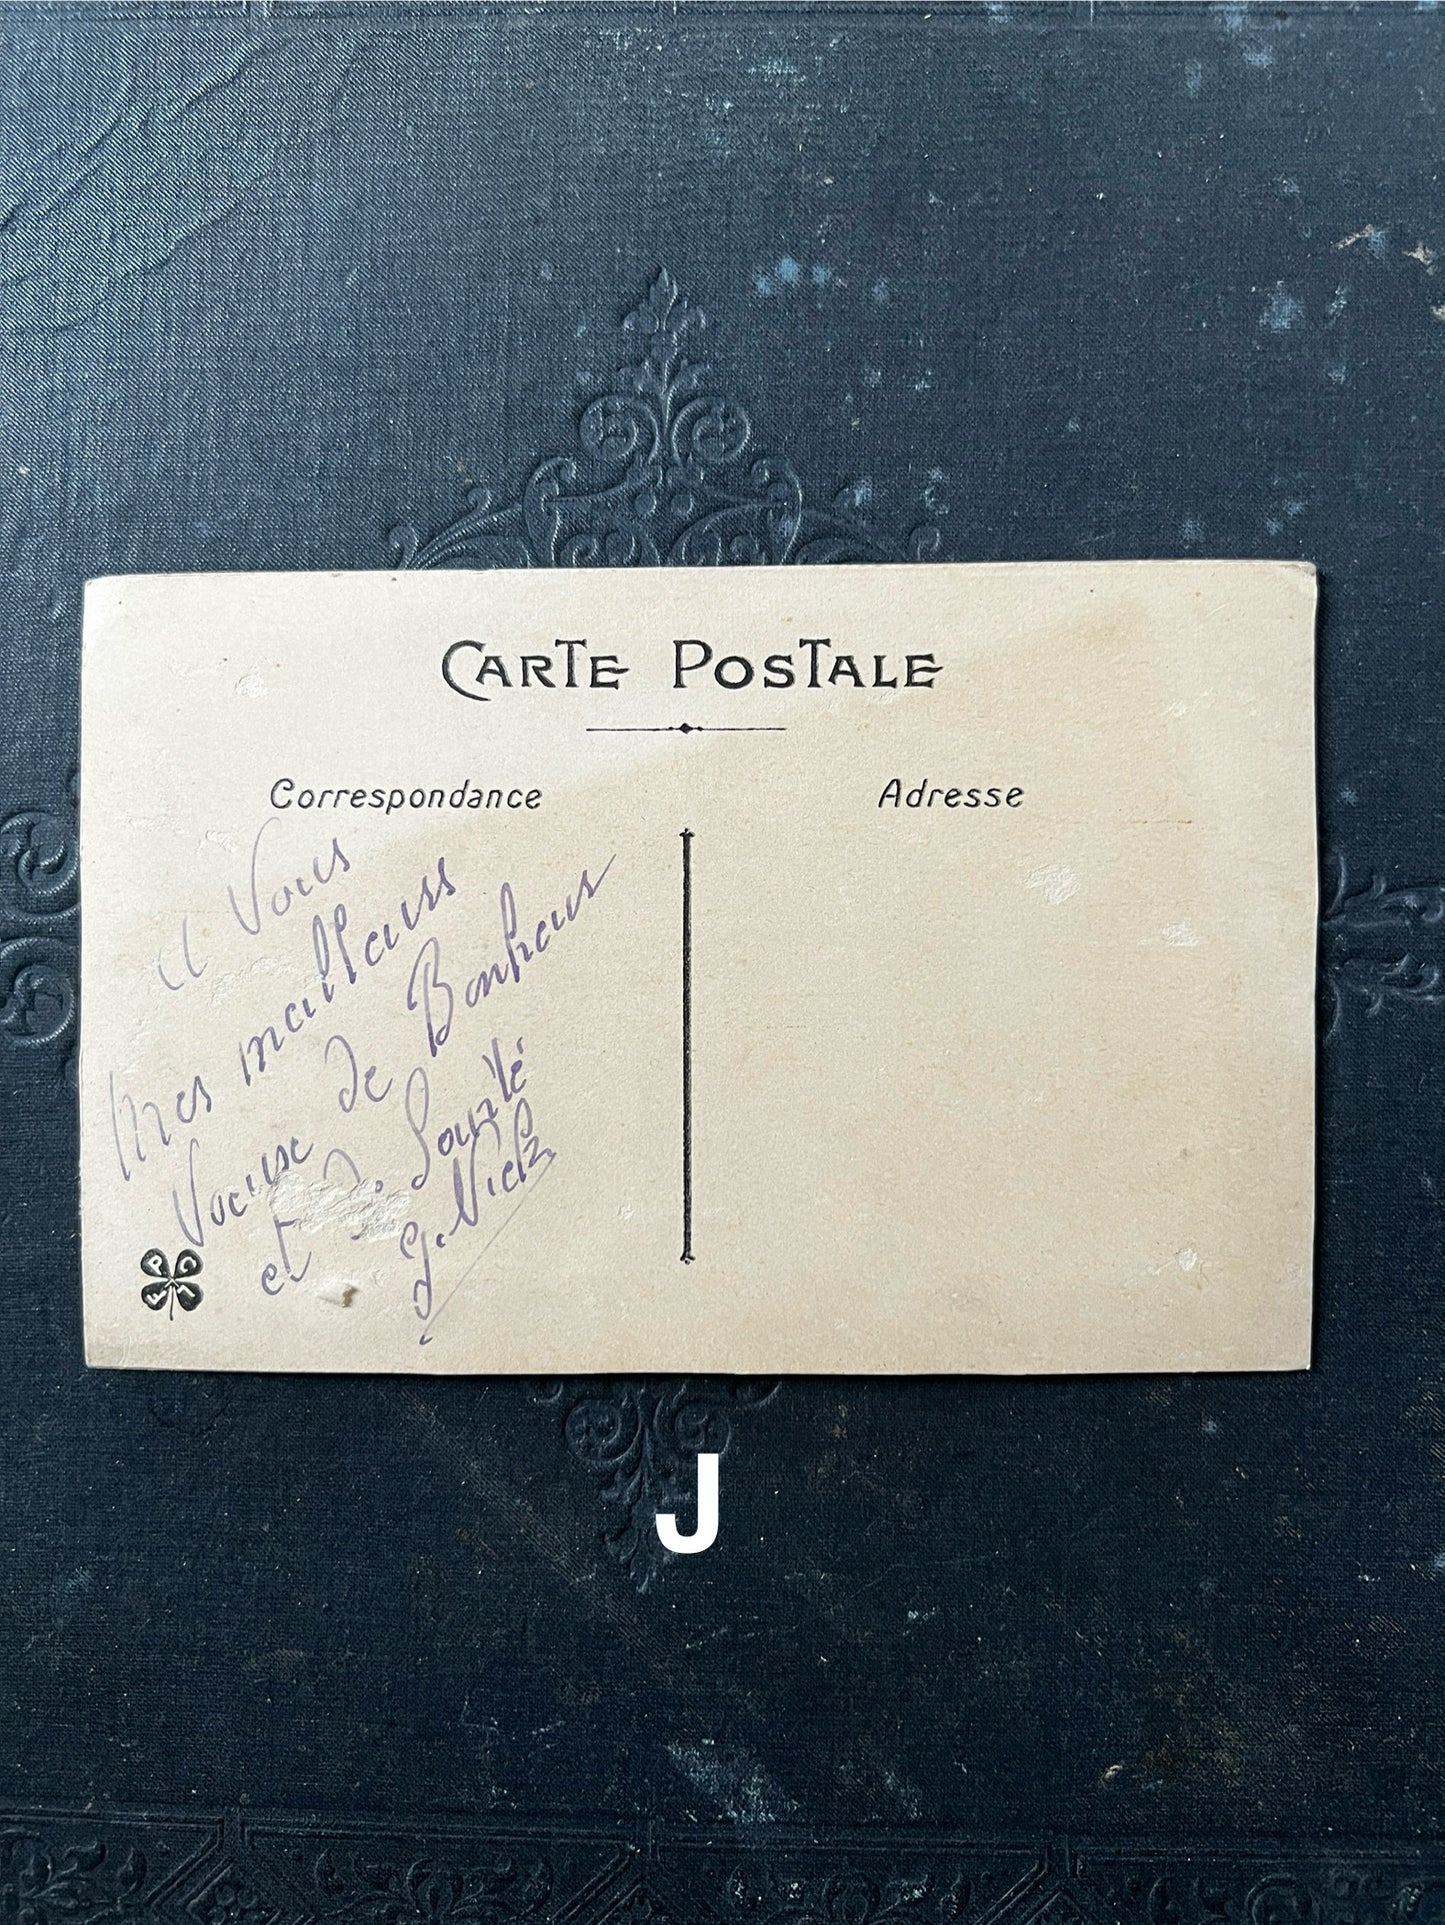 CARTE POSTALE
Correspondance
Adresse
a Vous
Mes meilleurs
Voeux de Bonheur
et D. Santé
g.
F P C
J